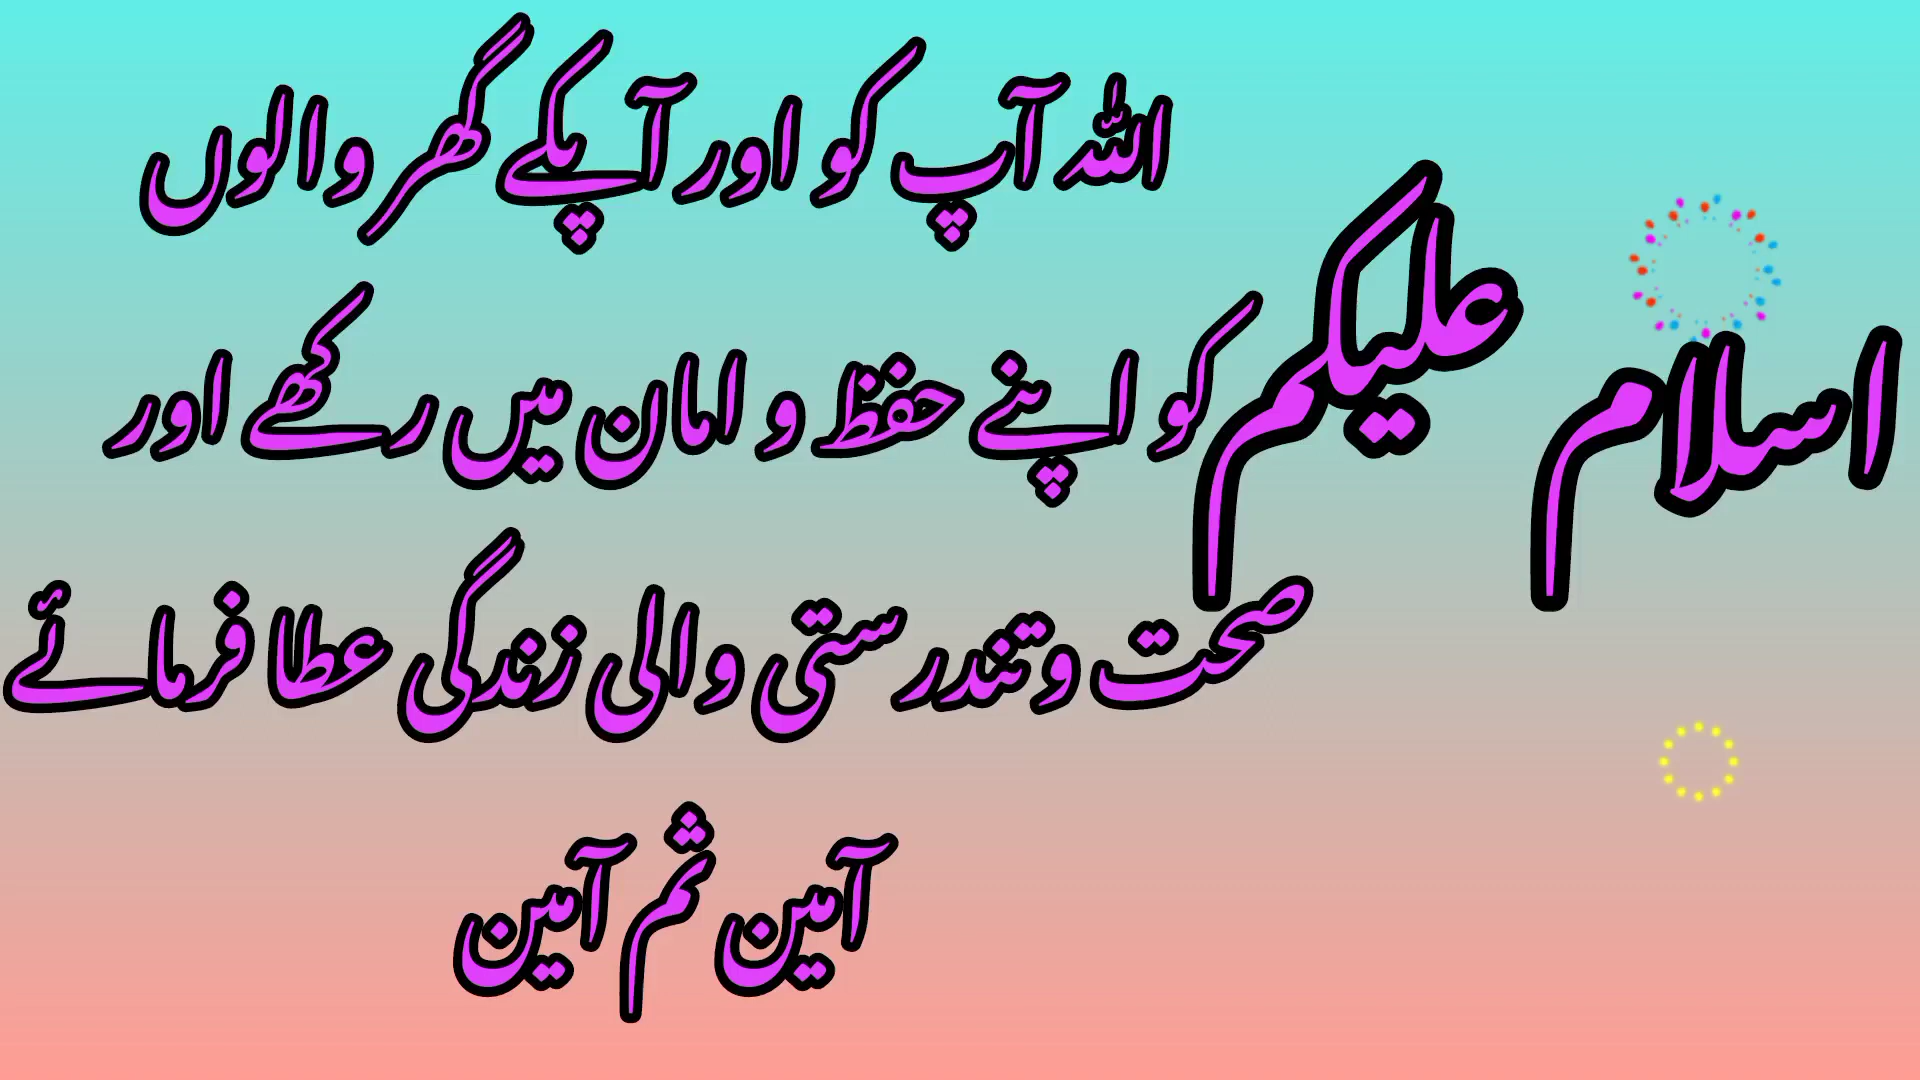 اسلام علیکم
اللہ آپ کو اور آپکے گھر والوں
کو اپنے حفظ و امان میں رکھے اور
صحت وتندرستی والی زندگی عطا فرمائے
آمین ثم آمین